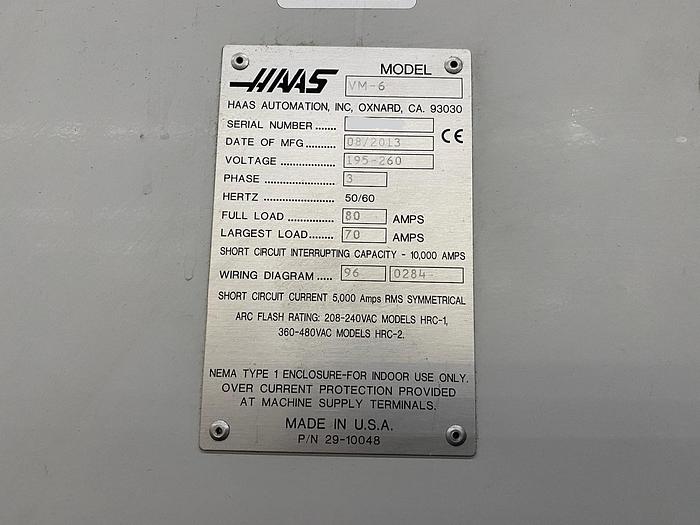 HAAS MODEL VM-6
HAAS AUTOMATION, INC, OXNARD, CA. 93030
SERIAL NUMBER ......
CE
DATE OF MFG......... 08/2013
VOLTAGE ................ 195-260
PHASE .................... 3
HERTZ ..................... 50/60
FULL LOAD .............. 80 AMPS
LARGEST LOAD....... 70 AMPS
SHORT CIRCUIT INTERRUPTING CAPACITY - 10,000 AMPS
WIRING DIAGRAM ..... 96 0284
SHORT CIRCUIT CURRENT 5,000 Amps RMS SYMMETRICAL
ARC FLASH RATING: 208-240VAC MODELS HRC-1,
360-480VAC MODELS HRC-2.
NEMA TYPE 1 ENCLOSURE-FOR INDOOR USE ONLY.
OVER CURRENT PROTECTION PROVIDED
AT MACHINE SUPPLY TERMINALS.
MADE IN U.S.A.
P/N 29-10048